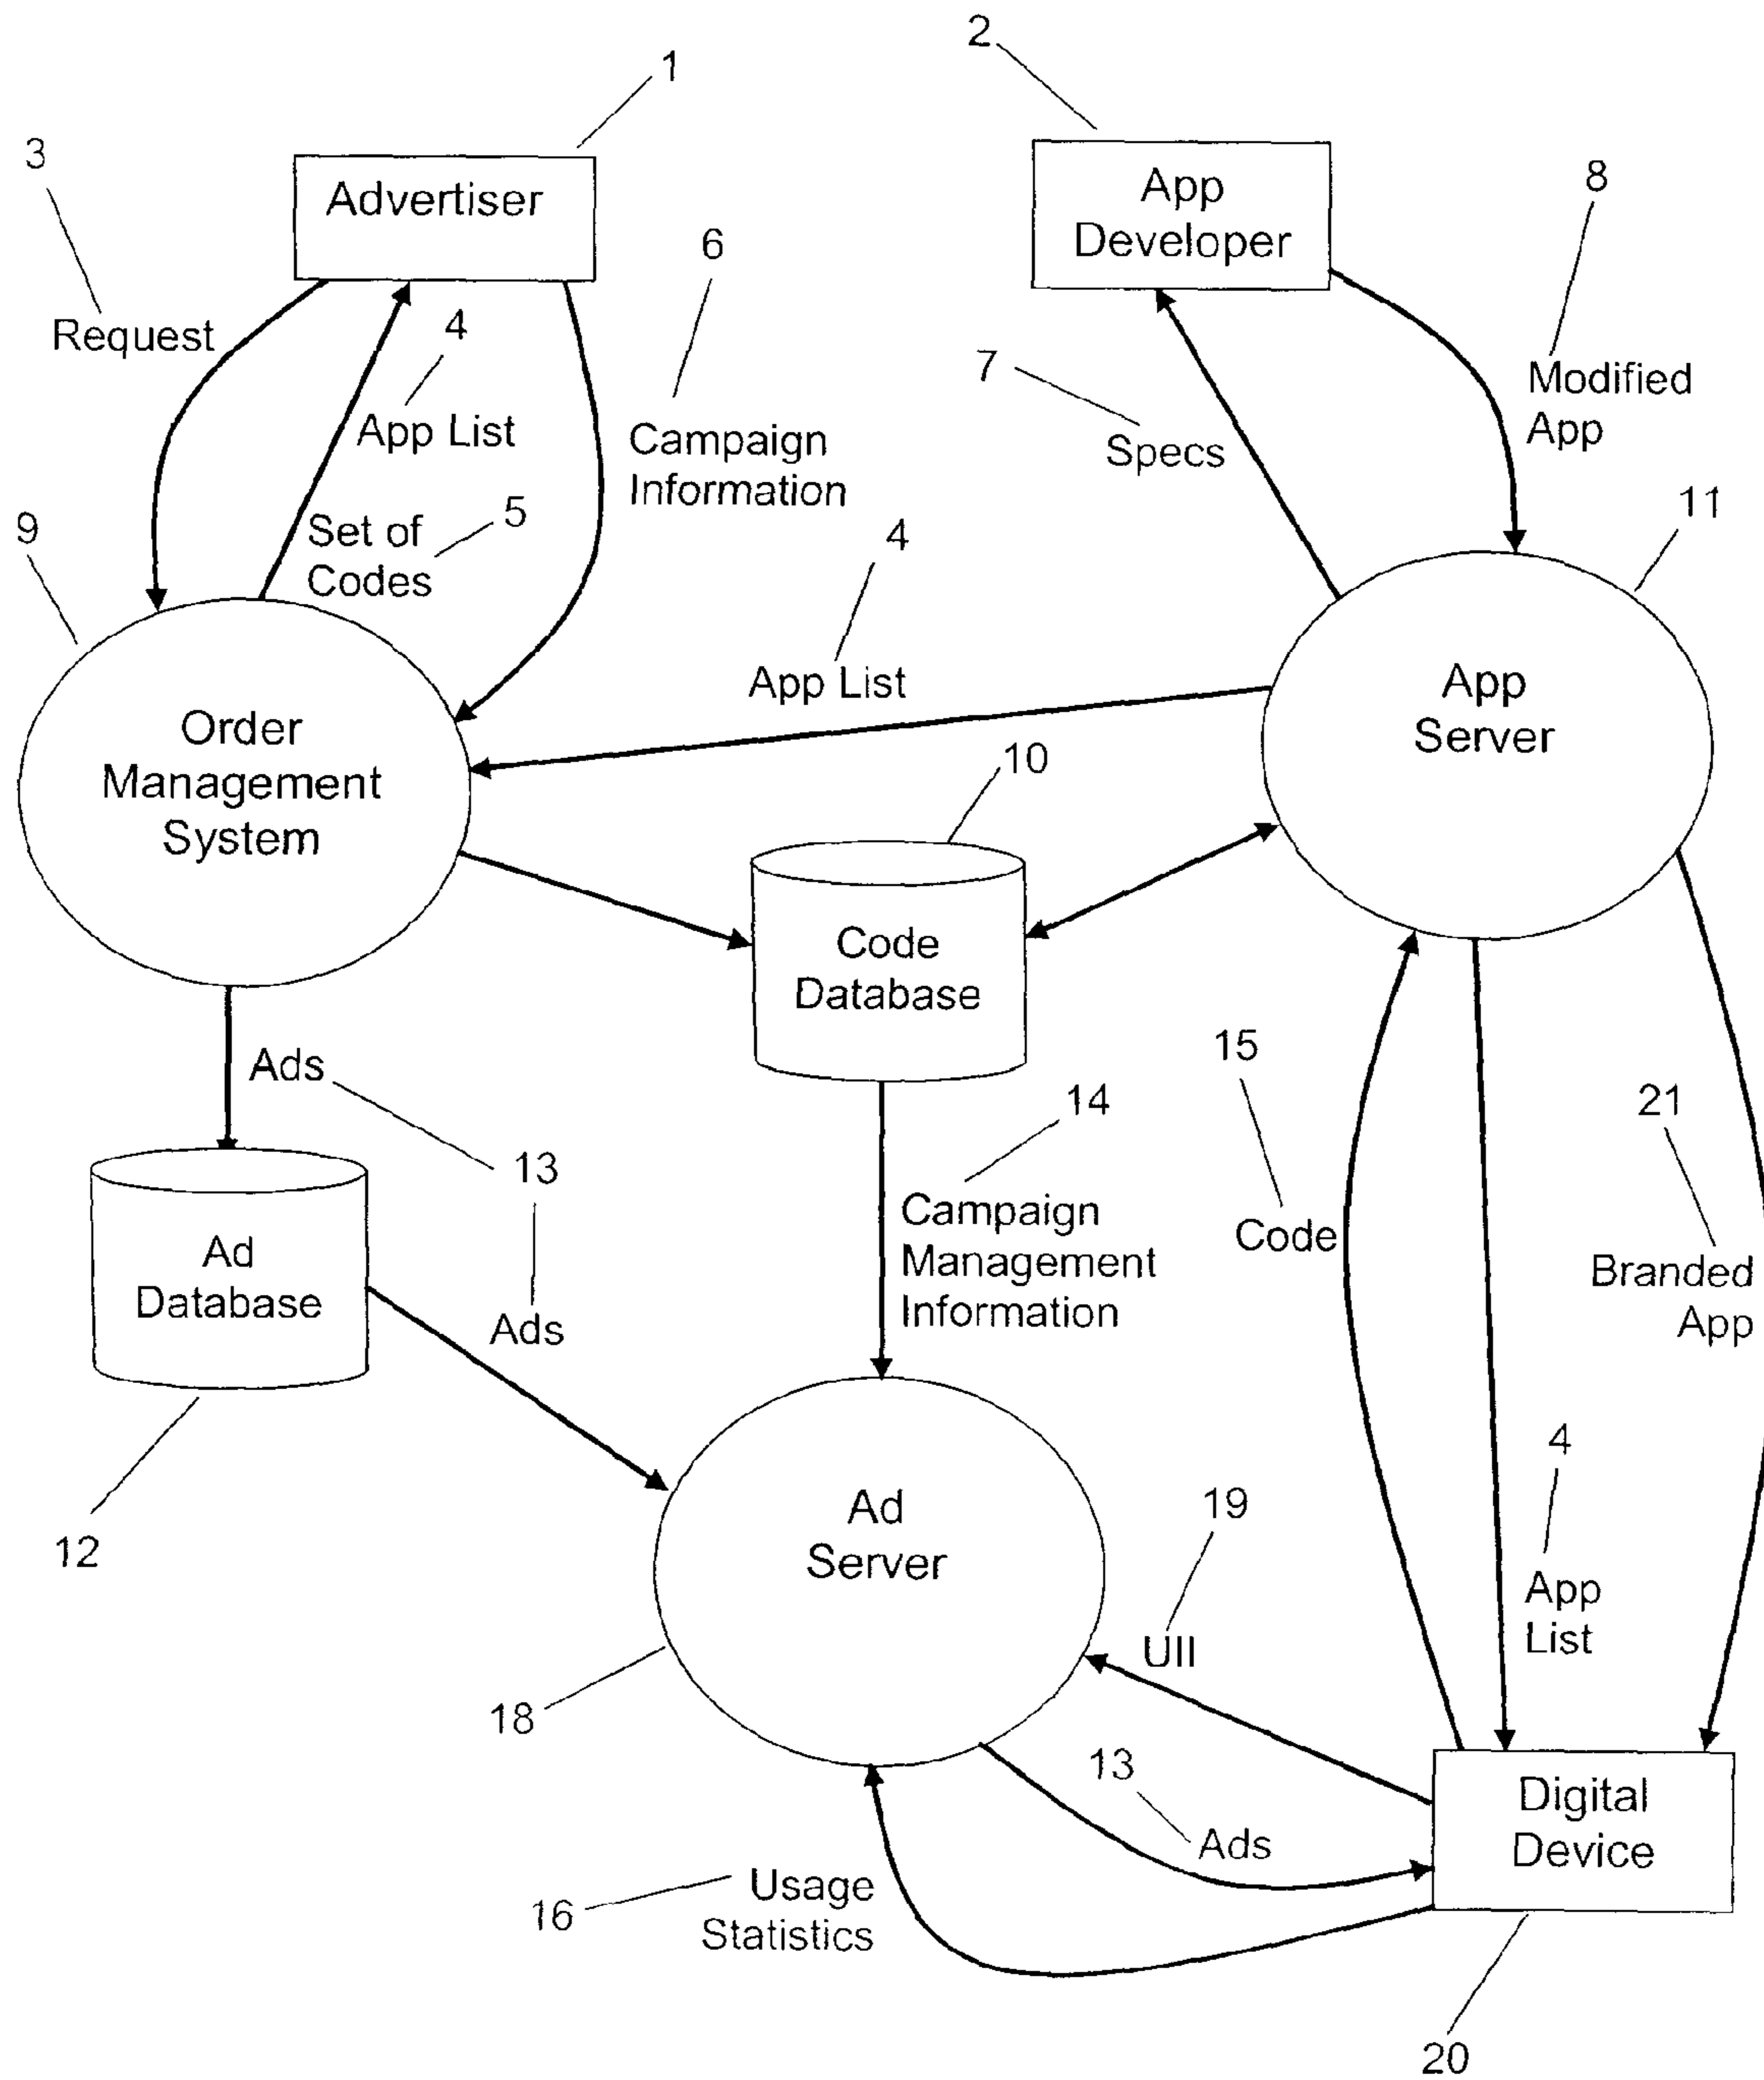 2
1
3
Advertiser
App
Developer
8
6
Request
4
7
Modified
App
App List
Campaign
Information
Specs
9
Set of
Codes
5
4
11
App List
App
Server
Order
Management
System
10
Code
Database
15
Ads
14
21
13
Campaign
Management
Information
Code
Branded
App
Ad
Database
Ads
4
12
Ad
Server
19
App
List
UII
18
13
Digital
Device
Ads
16
Usage
Statistics
20